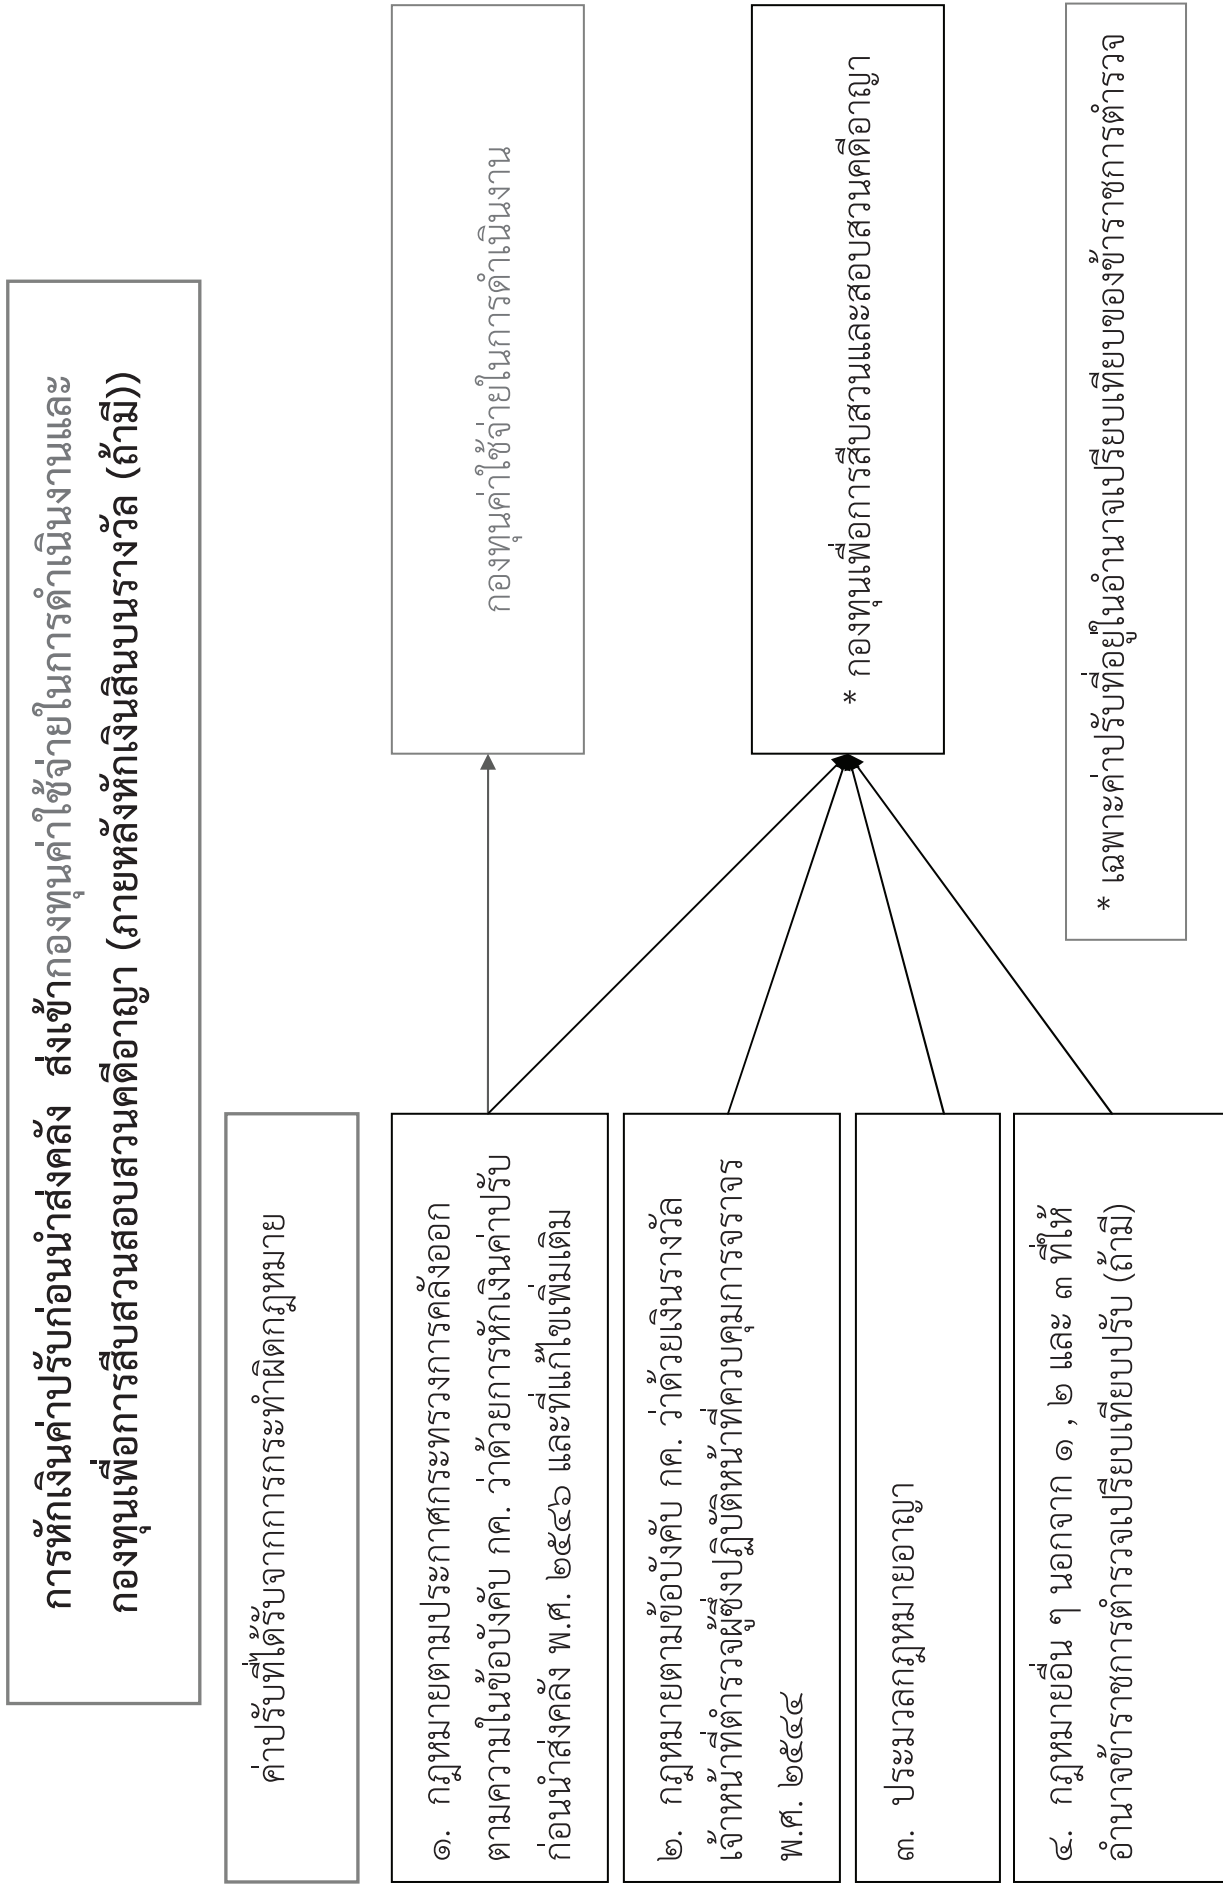 การหักเงินค่าปรับก่อนนำส่งคลัง ส่งเข้ากองทุนค่าใช้จ่ายในการดำเนินงานและ
กองทุนเพื่อการสืบสวนสอบสวนคดีอาญา (ภายหลังหักเงินสินบนรางวัล (ถ้ามี))
ค่าปรับที่ได้รับจากการกระทำผิดกฎหมาย
๑. กฎหมายตามประกาศกระทรวงการคลังออก
ตามความในข้อบังคับ กค. ว่าด้วยการหักเงินค่าปรับ
ก่อนนำส่งคลัง พ.ศ. ๒๕๔๖ และที่แก้ไขเพิ่มเติม
๒. กฎหมายตามข้อบังคับ กค. ว่าด้วยเงินรางวัล
เจ้าหน้าที่ตำรวจผู้ซึ่งปฏิบัติหน้าที่ควบคุมการจราจร
พ.ศ. ๒๕๔๔
๓. ประมวลกฎหมายอาญา
๔. กฎหมายอื่น ๆ นอกจาก ๑ , ๒ และ ๓ ที่ให้
อำนาจข้าราชการตำรวจเปรียบเทียบปรับ (ถ้ามี)
กองทุนค่าใช้จ่ายในการดำเนินงาน
* กองทุนเพื่อการสืบสวนและสอบสวนคดีอาญา
* เฉพาะค่าปรับที่อยู่ในอำนาจเปรียบเทียบของข้าราชการตำรวจ